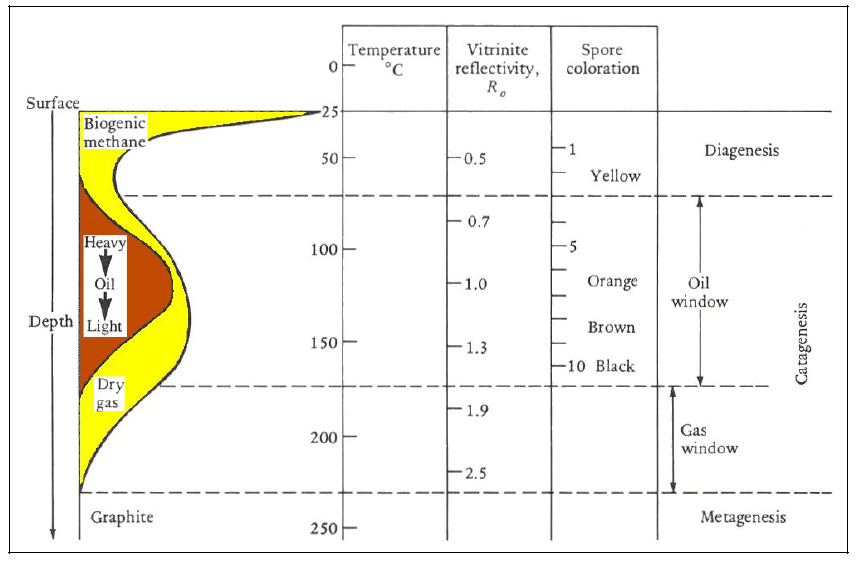 Temperature
°C
Vitrinite
reflectivity,
Ro
Spore
coloration
0
Surface
25
Biogenic
methane
50
0.5
1
Yellow
Diagenesis
0.7
Heavy
100
5
Oil
1.0
Orange
Oil
window
Depth
Light
Brown
150
1.3
10 Black
Catagenesis
Dry
gas
1.9
Gas
window
200
2.5
Graphite
250
Metagenesis